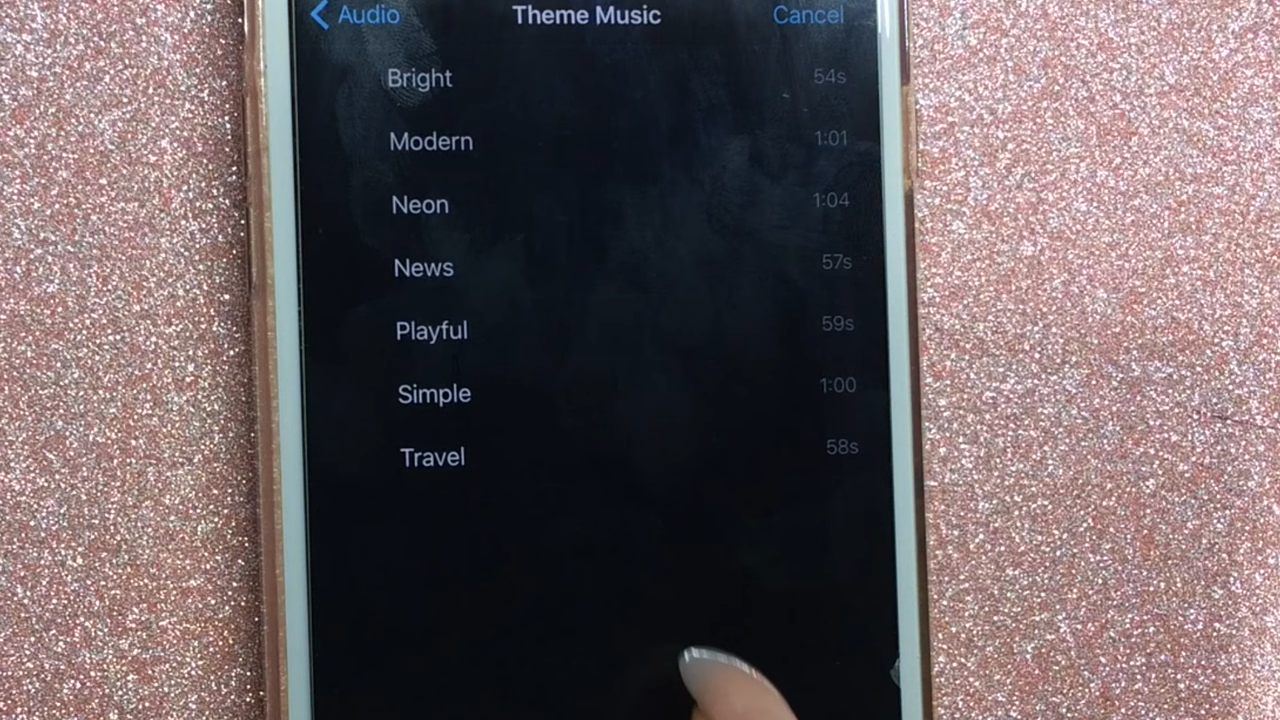 Audio Theme Music Cancel
Bright 54s
Modern 1:01
Neon 1:04
News 57s
Playful 59s
Simple 1:00
Travel 58s